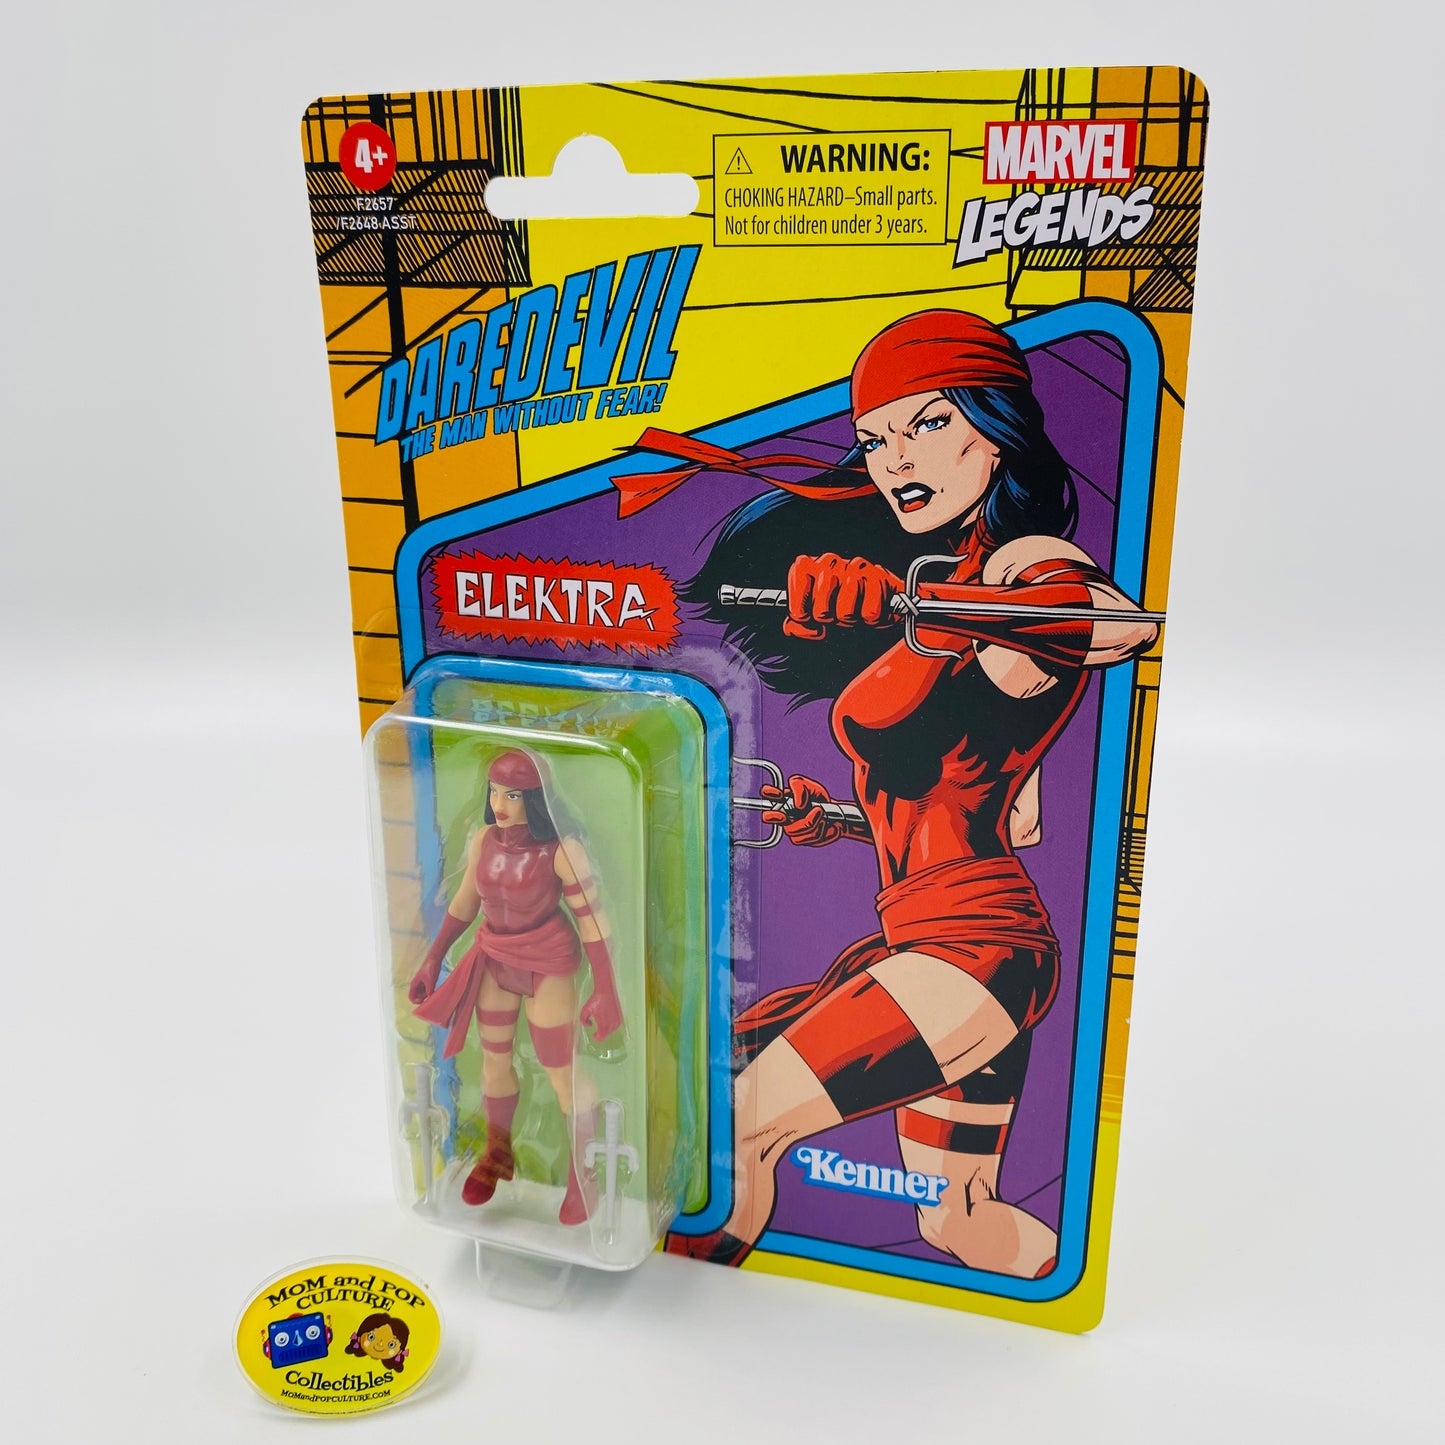 4+
F2657
/F2648 ASST
WARNING:
CHOKING HAZARD–Small parts.
Not for children under 3 years.
MARVEL
LEGENDS
DAREDEVIL
THE MAN WITHOUT FEAR!
ELEKTRA
Kenner
MOM and POP
CULTURE
Collectibles
MOMandPOPCULTURE.COM